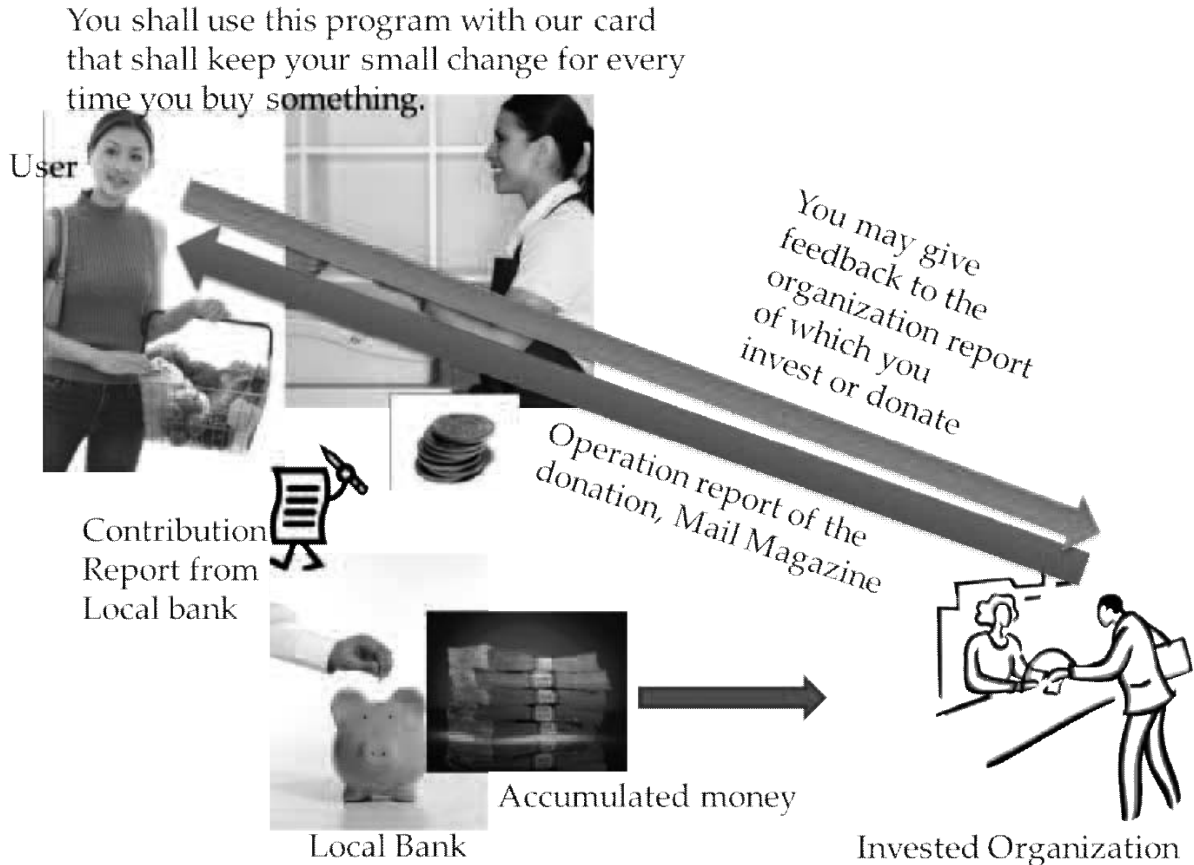 You shall use this program with our card
that shall keep your small change for every
time you buy something.
User
You may give
feedback to the
organization report
of which you
invest or donate
Operation report of the
donation, Mail Magazine
Contribution
Report from
Local bank
Accumulated money
Local Bank
Invested Organization